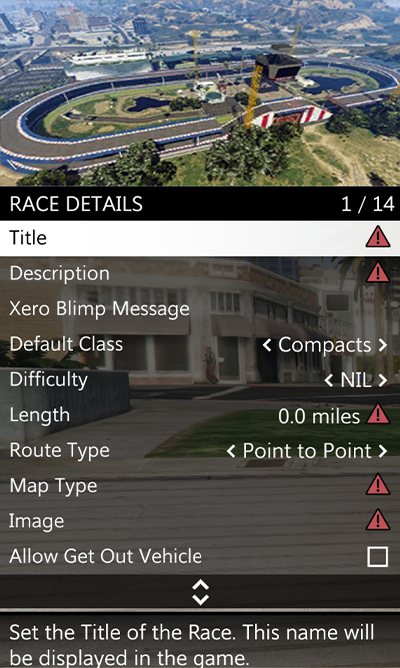 RACE DETAILS 1 / 14
Title
Description
Xero Blimp Message
Default Class < Compacts >
Difficulty < NIL >
Length 0.0 miles
Route Type < Point to Point >
Map Type
Image
Allow Get Out Vehicle
Set the Title of the Race. This name will
be displayed in the game.